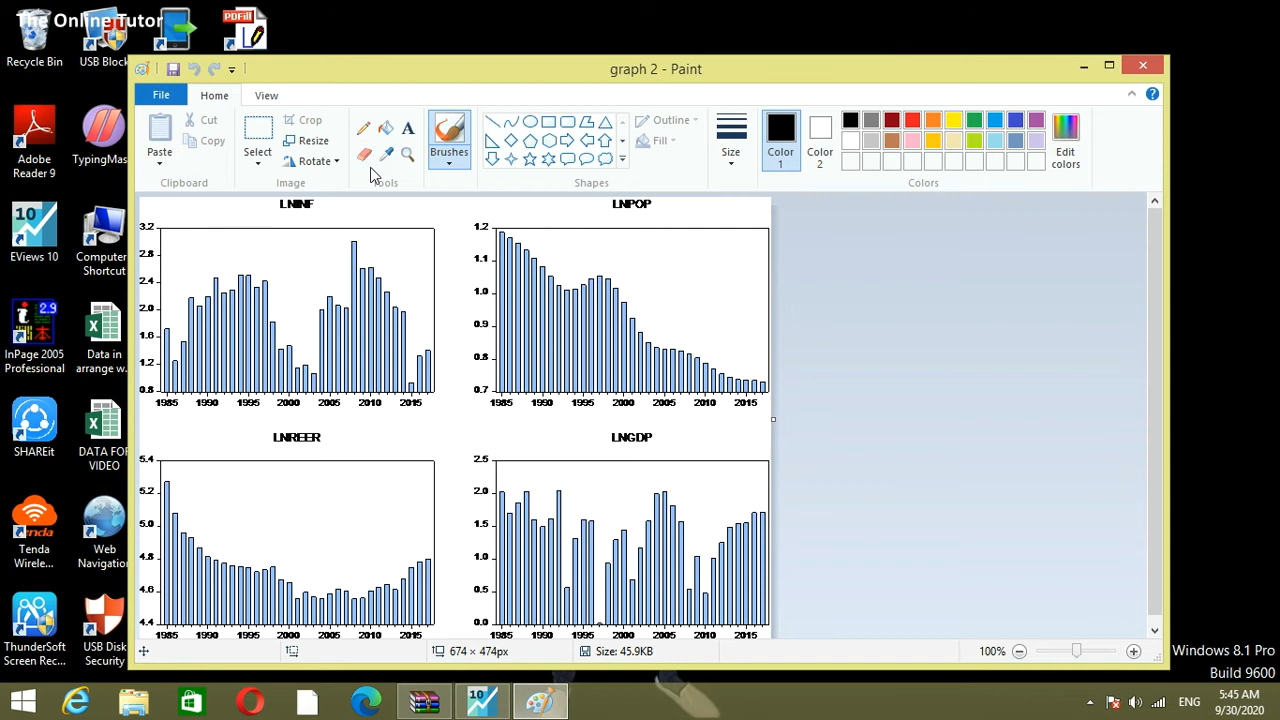 The Online Tutor
Recycle Bin
USB Block
PDFill
graph 2 - Paint
File
Home
View
Paste
Cut
Copy
Clipboard
Select
Crop
Resize
Rotate
Image
A
Tools
Brushes
Outline
Fill
Shapes
Size
Color 1
Color 2
Edit colors
Colors
Adobe Reader 9
TypingMas...
10
EViews 10
Computer Shortcut
2.9
InPage 2005 Professional
Data in arrange w...
SHAREit
DATA FO
VIDEO
Tenda Wireless...
Web Navigation
ThunderSoft Screen Rec...
USB Disk Security
LNINF
3.2
2.8
2.4
2.0
1.6
1.2
0.8
1985 1990 1995 2000 2005 2010 2015
LNPOP
1.2
1.1
1.0
0.9
0.8
0.7
1985 1990 1995 2000 2005 2010 2015
LNREER
5.4
5.2
5.0
4.8
4.6
4.4
1985 1990 1995 2000 2005 2010 2015
LNGDP
2.5
2.0
1.5
1.0
0.5
0.0
1985 1990 1995 2000 2005 2010 2015
674 × 474px
Size: 45.9KB
100%
Windows 8.1 Pro
Build 9600
10
ENG
5:45 AM
9/30/2020